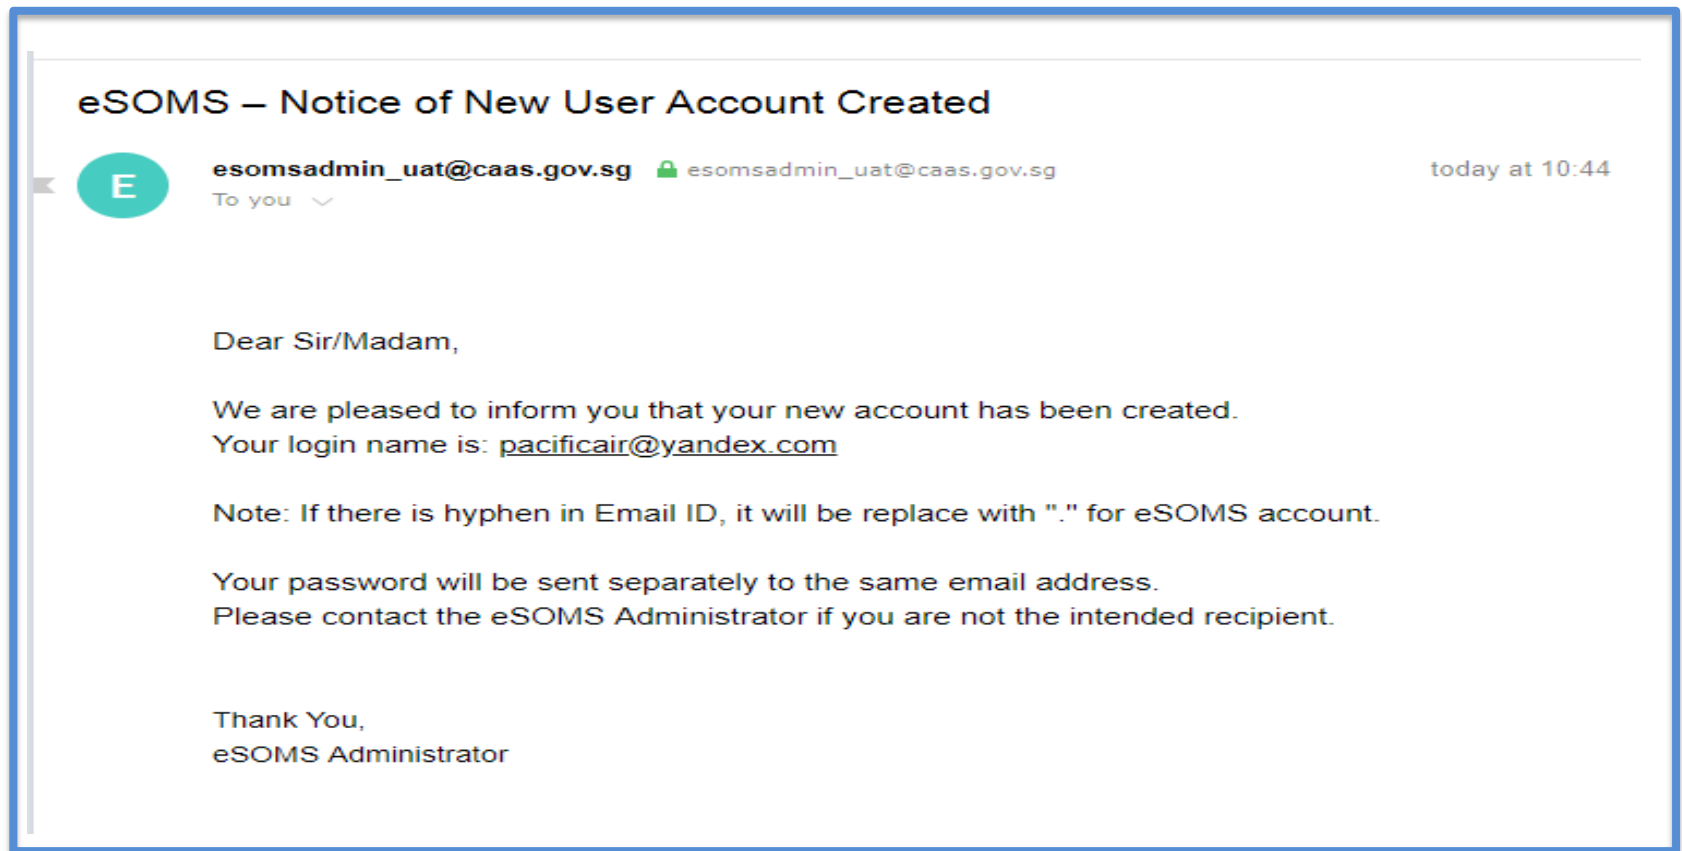 eSOMS – Notice of New User Account Created
E
esomsadmin_uat@caas.gov.sg esomsadmin_uat@caas.gov.sg today at 10:44
To you
Dear Sir/Madam,
We are pleased to inform you that your new account has been created.
Your login name is: pacificair@yandex.com
Note: If there is hyphen in Email ID, it will be replace with "." for eSOMS account.
Your password will be sent separately to the same email address.
Please contact the eSOMS Administrator if you are not the intended recipient.
Thank You,
eSOMS Administrator